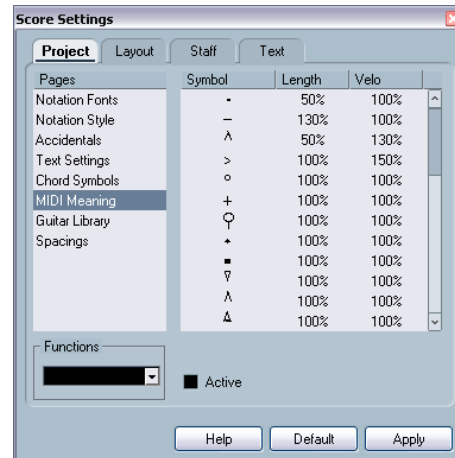 Score Settings
Project Layout Staff Text
Pages Symbol Length Velo
Notation Fonts 50% 100%
Notation Style – 130% 100%
Accidentals ^ 50% 130%
Text Settings > 100% 150%
Chord Symbols ° 100% 100%
MIDI Meaning + 100% 100%
Guitar Library 100% 100%
Spacings 100% 100%
100% 100%
100% 100%
100% 100%
100% 100%
Functions
Active
Help Default Apply